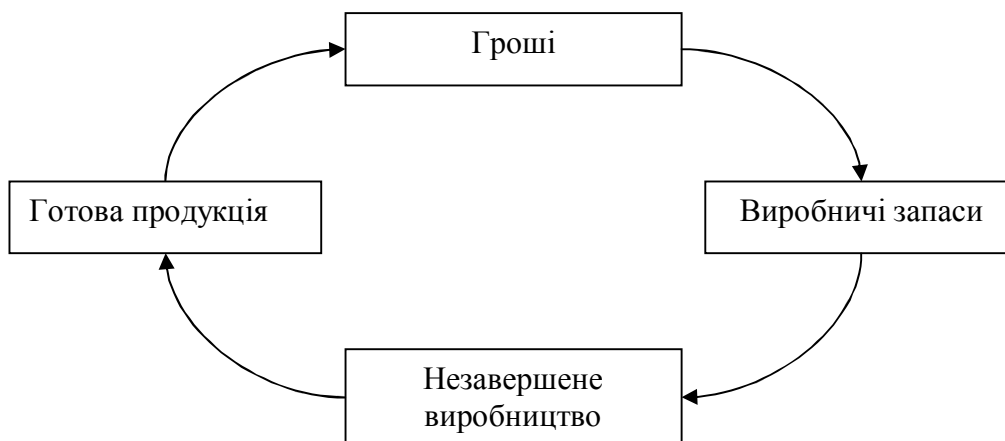 Гроші
Готова продукція
Виробничі запаси
Незавершене
виробництво